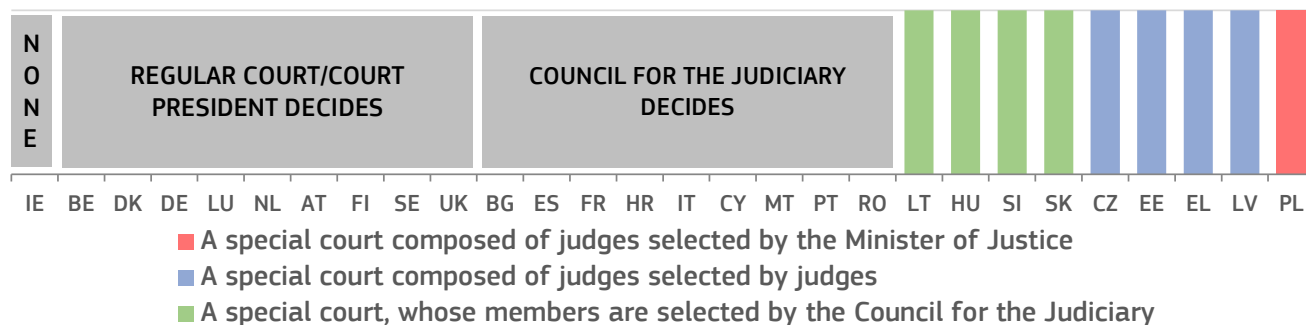 N
O
N
E
REGULAR COURT/COURT
PRESIDENT DECIDES
COUNCIL FOR THE JUDICIARY
DECIDES
IE BE DK DE LU NL AT FI SE UK BG ES FR HR IT CY MT PT RO LT HU SI SK CZ EE EL LV PL
A special court composed of judges selected by the Minister of Justice
A special court composed of judges selected by judges
A special court, whose members are selected by the Council for the Judiciary